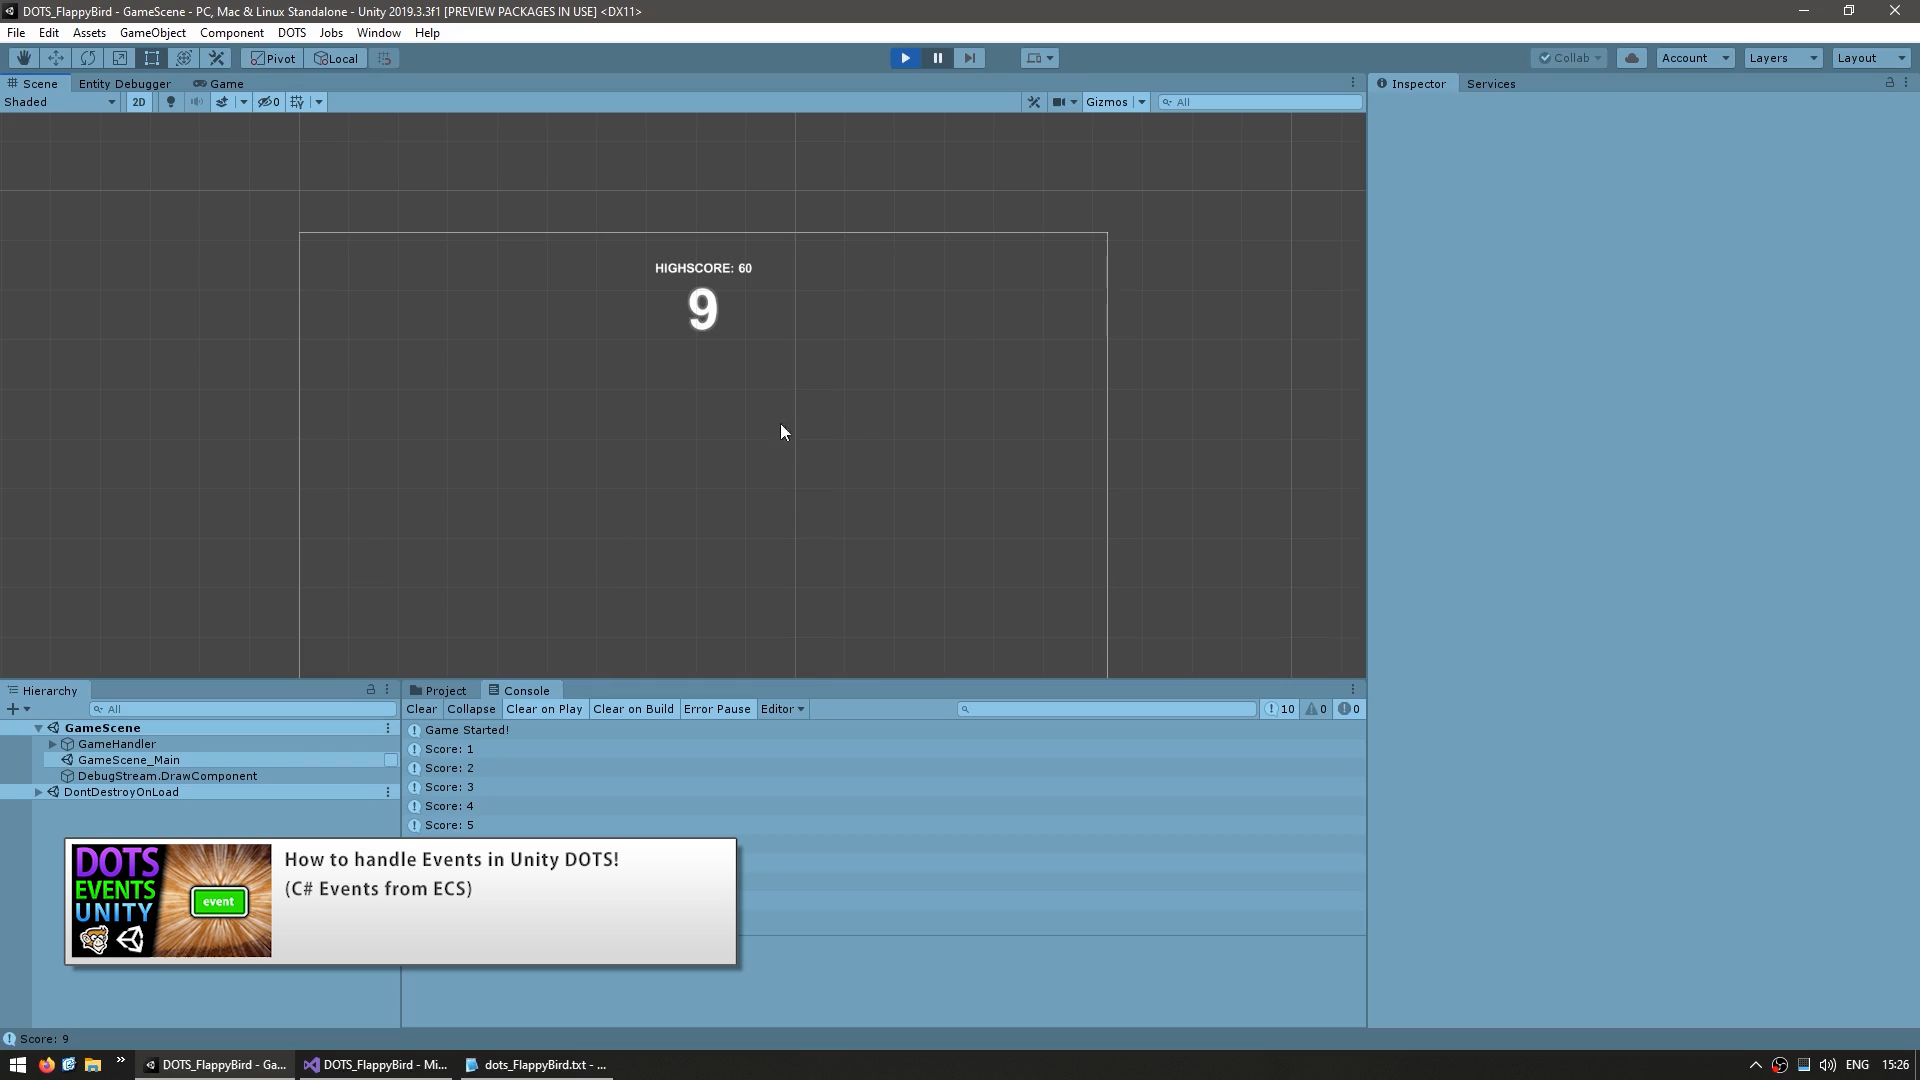 DOTS_FlappyBird - GameScene - PC, Mac & Linux Standalone - Unity 2019.3.3f1 [PREVIEW PACKAGES IN USE] <DX11>
File Edit Assets GameObject Component DOTS Jobs Window Help
Pivot Local Collab Account Layers Layout
Scene Entity Debugger Game
Inspector Services
Shaded 2D 0 Gizmos All
HIGHSCORE: 60
9
Hierarchy
Project Console
All
Clear Collapse Clear on Play Clear on Build Error Pause Editor 10 0 0
GameScene
GameHandler
GameScene_Main
DebugStream.DrawComponent
DontDestroyOnLoad
Game Started!
Score: 1
Score: 2
Score: 3
Score: 4
Score: 5
DOTS
EVENTS
UNITY
event
How to handle Events in Unity DOTS!
(C# Events from ECS)
Score: 9
DOTS_FlappyBird - Ga... DOTS_FlappyBird - Mi... dots_FlappyBird.txt - ... ENG 15:26